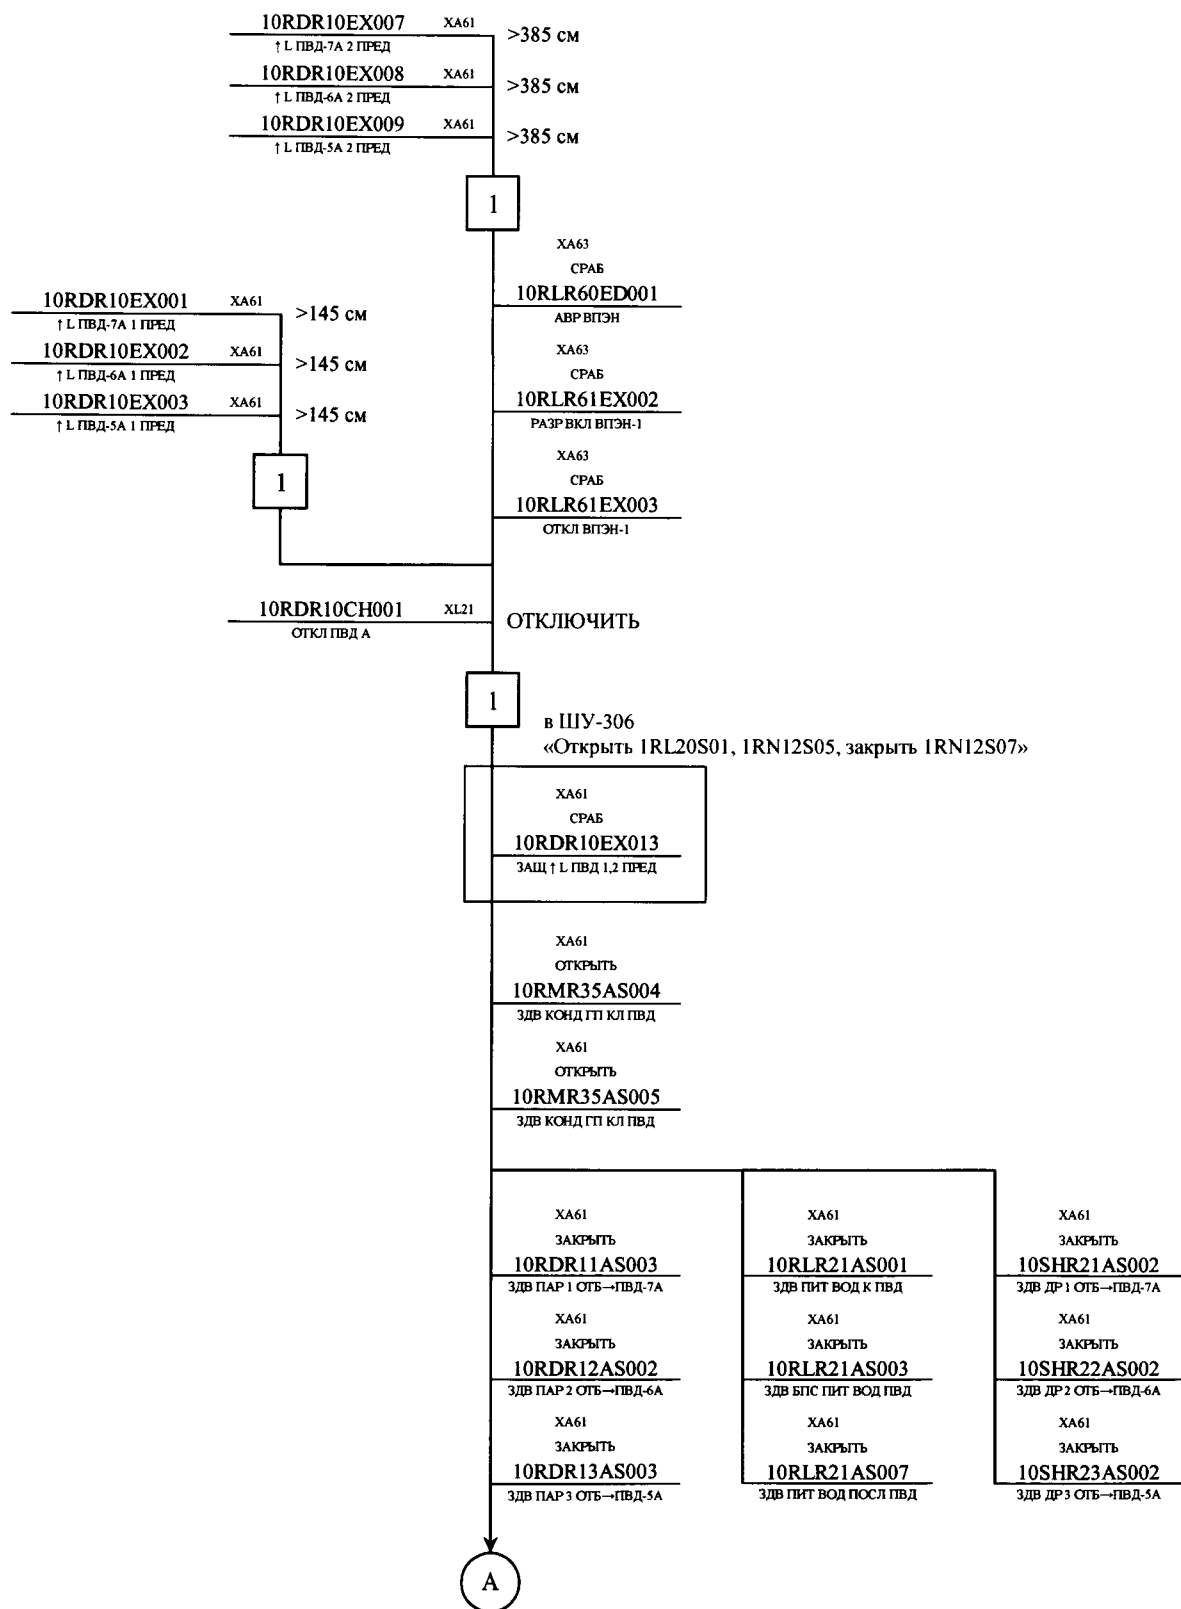 10RDR10EX007 XA61 >385 см
↑ L ПВД-7А 2 ПРЕД
10RDR10EX008 XA61 >385 см
↑ L ПВД-6А 2 ПРЕД
10RDR10EX009 XA61 >385 см
↑ L ПВД-5А 2 ПРЕД
1
XA63
СРАБ
10RLR60ED001
АВР ВПЭН
10RDR10EX001 XA61 >145 см
↑ L ПВД-7А 1 ПРЕД
10RDR10EX002 XA61 >145 см
↑ L ПВД-6А 1 ПРЕД
10RDR10EX003 XA61 >145 см
↑ L ПВД-5А 1 ПРЕД
1
XA63
СРАБ
10RLR61EX002
РАЗР ВКЛ ВПЭН-1
XA63
СРАБ
10RLR61EX003
ОТКЛ ВПЭН-1
10RDR10CH001 XL21 ОТКЛЮЧИТЬ
ОТКЛ ПВД А
1
в ШУ-306
«Открыть 1RL20S01, 1RN12S05, закрыть 1RN12S07»
XA61
СРАБ
10RDR10EX013
ЗАЩ ↑ L ПВД 1,2 ПРЕД
XA61
ОТКРЫТЬ
10RMR35AS004
ЗДВ КОНД ГП КЛ ПВД
XA61
ОТКРЫТЬ
10RMR35AS005
ЗДВ КОНД ГП КЛ ПВД
XA61 XA61 XA61
ЗАКРЫТЬ ЗАКРЫТЬ ЗАКРЫТЬ
10RDR11AS003 10RLR21AS001 10SHR21AS002
ЗДВ ПАР 1 ОТБ→ПВД-7А ЗДВ ПИТ ВОД К ПВД ЗДВ ДР 1 ОТБ→ПВД-7А
XA61 XA61 XA61
ЗАКРЫТЬ ЗАКРЫТЬ ЗАКРЫТЬ
10RDR12AS002 10RLR21AS003 10SHR22AS002
ЗДВ ПАР 2 ОТБ→ПВД-6А ЗДВ БПС ПИТ ВОД ПВД ЗДВ ДР 2 ОТБ→ПВД-6А
XA61 XA61 XA61
ЗАКРЫТЬ ЗАКРЫТЬ ЗАКРЫТЬ
10RDR13AS003 10RLR21AS007 10SHR23AS002
ЗДВ ПАР 3 ОТБ→ПВД-5А ЗДВ ПИТ ВОД ПОСЛ ПВД ЗДВ ДР 3 ОТБ→ПВД-5А
А